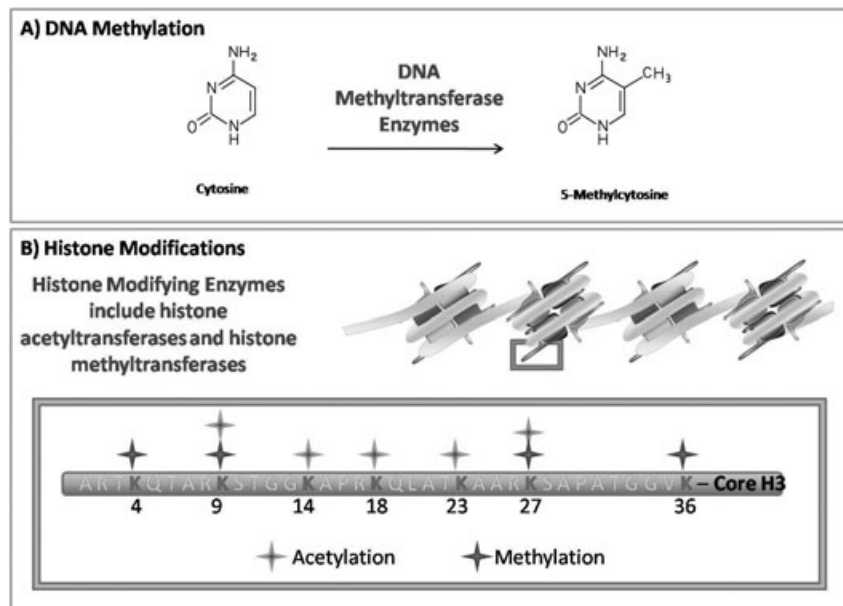 A) DNA Methylation
NH2
N
O
N
H
Cytosine
DNA
Methyltransferase
Enzymes
NH2
CH3
N
O
N
H
5-Methylcytosine
B) Histone Modifications
Histone Modifying Enzymes
include histone
acetyltransferases and histone
methyltransferases
ARTKQTARKSTGGKAPRKQLATKAARKSAPATGGVK – Core H3
4 9 14 18 23 27 36
Acetylation Methylation